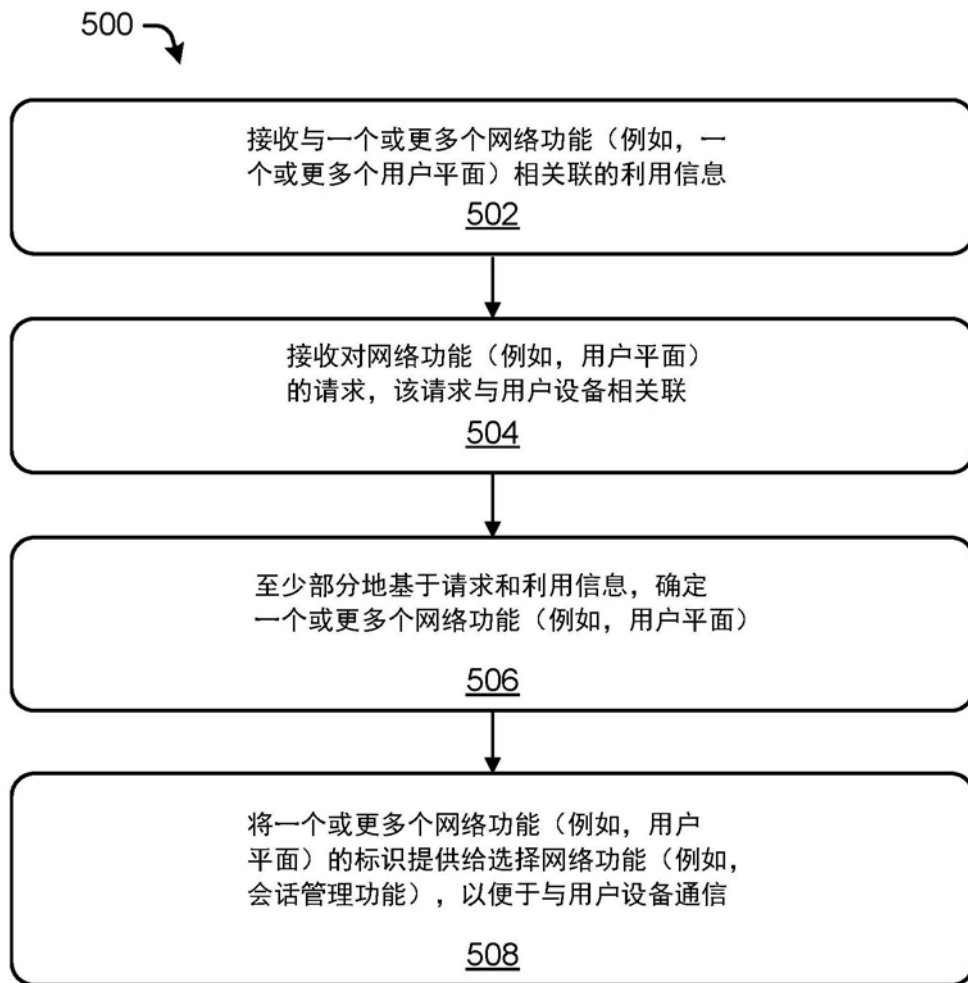 500
接收与一个或更多个网络功能（例如，一
个或更多个用户平面）相关联的利用信息
502
接收对网络功能（例如，用户平面）
的请求，该请求与用户设备相关联
504
至少部分地基于请求和利用信息，确定
一个或更多个网络功能（例如，用户平面）
506
将一个或更多个网络功能（例如，用户
平面）的标识提供给选择网络功能（例如，
会话管理功能），以便于与用户设备通信
508